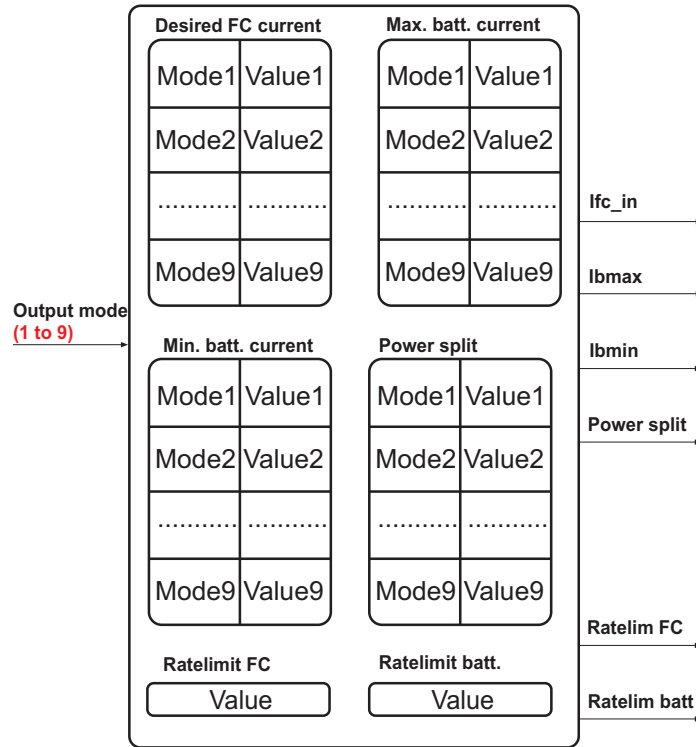 Desired FC current
Mode1 Value1
Mode2 Value2
........... ...........
Mode9 Value9
Max. batt. current
Mode1 Value1
Mode2 Value2
........... ...........
Mode9 Value9
Output mode
(1 to 9)
Min. batt. current
Mode1 Value1
Mode2 Value2
........... ...........
Mode9 Value9
Power split
Mode1 Value1
Mode2 Value2
........... ...........
Mode9 Value9
Ratelimit FC
Value
Ratelimit batt.
Value
Ifc_in
Ibmax
Ibmin
Power split
Ratelim FC
Ratelim batt